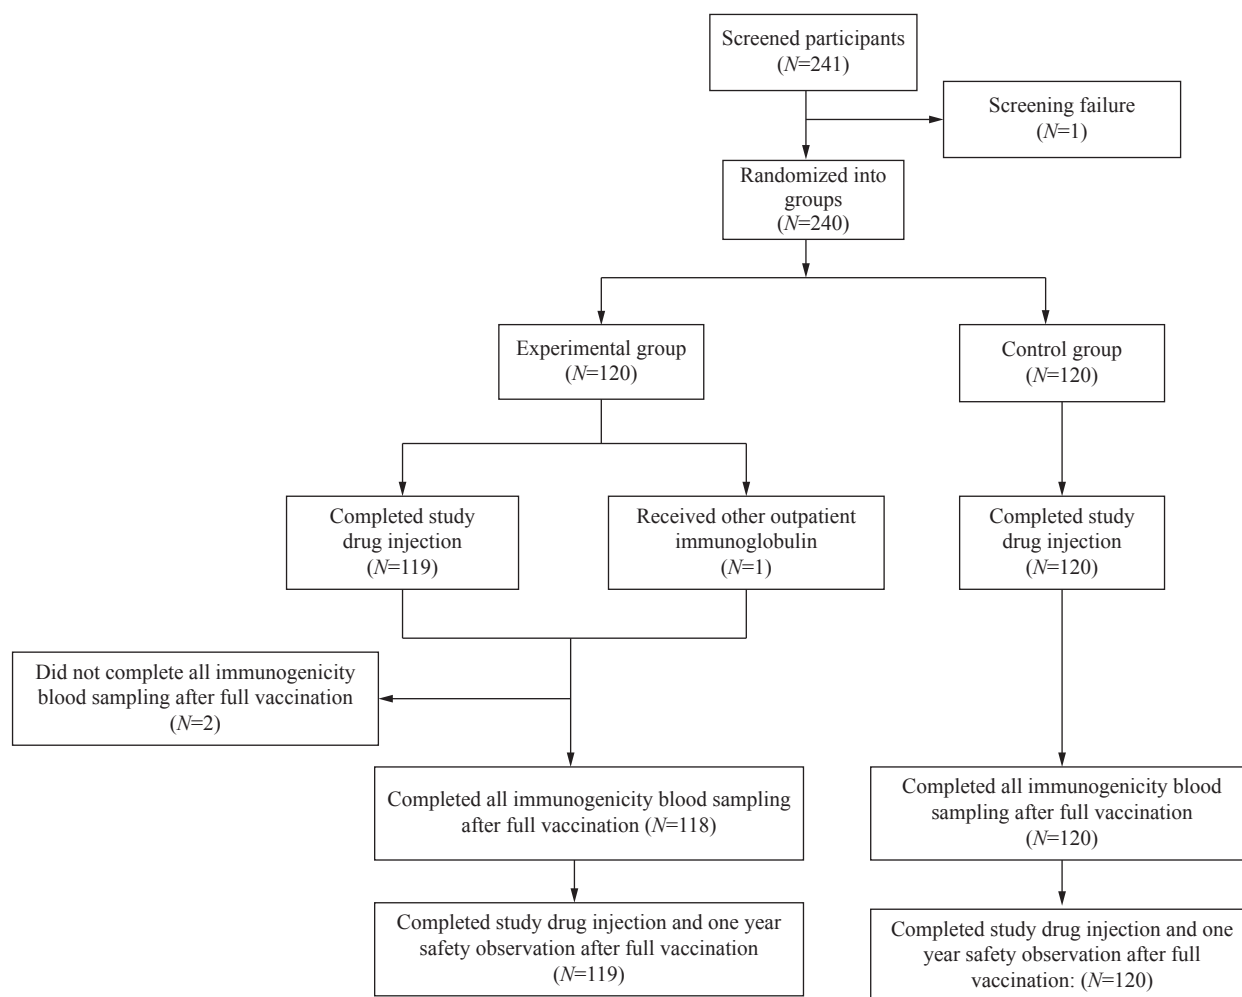 Screened participants
(N=241)
Screening failure
(N=1)
Randomized into
groups
(N=240)
Experimental group
(N=120)
Control group
(N=120)
Completed study
drug injection
(N=119)
Received other outpatient
immunoglobulin
(N=1)
Completed study
drug injection
(N=120)
Did not complete all immunogenicity
blood sampling after full vaccination
(N=2)
Completed all immunogenicity blood sampling
after full vaccination (N=118)
Completed all immunogenicity blood
sampling after full vaccination
(N=120)
Completed study drug injection and one year
safety observation after full vaccination
(N=119)
Completed study drug injection and one
year safety observation after full
vaccination: (N=120)